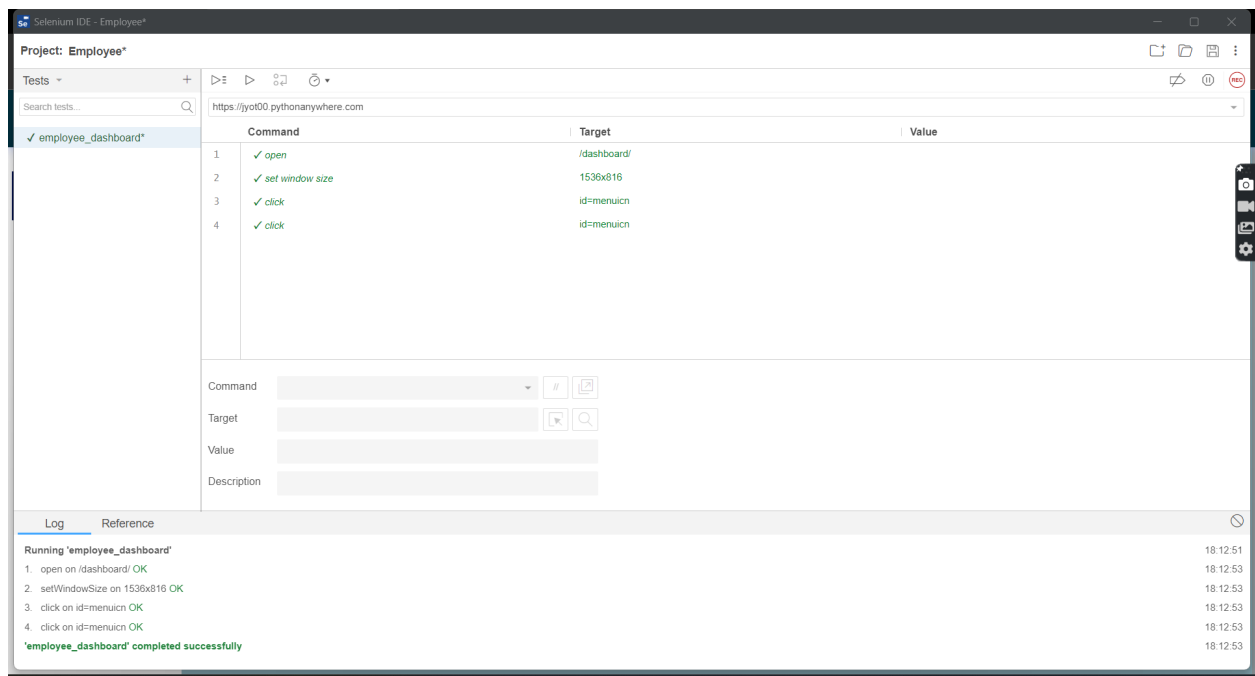 Se Selenium IDE - Employee*
Project: Employee*
Tests
Search tests...
✓ employee_dashboard*
REC
https://jyot00.pythonanywhere.com
Command Target Value
1 ✓ open /dashboard/
2 ✓ set window size 1536x816
3 ✓ click id=menuicn
4 ✓ click id=menuicn
Command //
Target
Value
Description
Log Reference
Running 'employee_dashboard' 18:12:51
1. open on /dashboard/ OK 18:12:53
2. setWindowSize on 1536x816 OK 18:12:53
3. click on id=menuicn OK 18:12:53
4. click on id=menuicn OK 18:12:53
'employee_dashboard' completed successfully 18:12:53